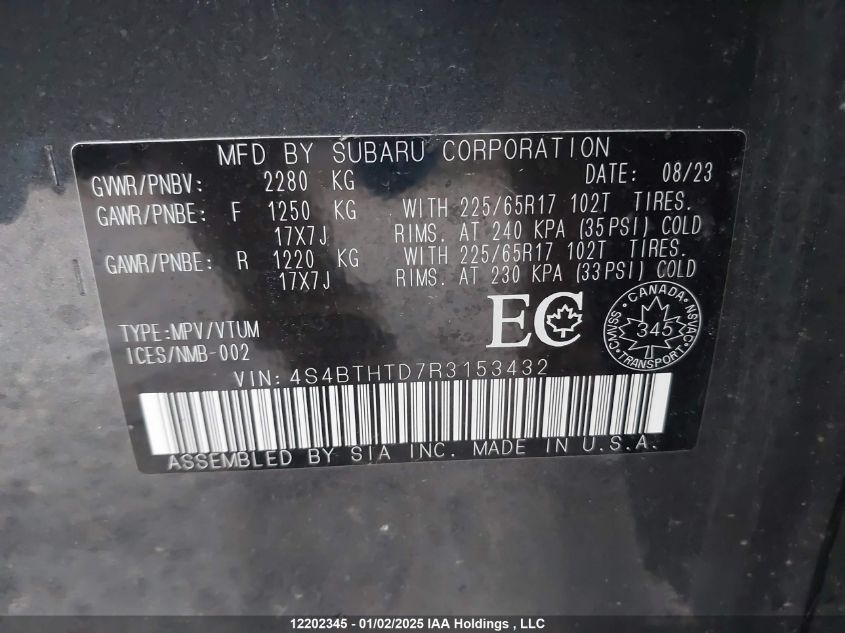 MFD BY SUBARU CORPORATION
GVWR/PNBV: 2280 KG DATE: 08/23
GAWR/PNBE: F 1250 KG WITH 225/65R17 102T TIRES.
17X7J RIMS. AT 240 KPA (35PSI) COLD
GAWR/PNBE: R 1220 KG WITH 225/65R17 102T TIRES.
17X7J RIMS. AT 230 KPA (33PSI) COLD
EC
CANADA
345
CMVSS NSVAC
TYPE:MPV/VTUM
ICES/NMB-002
VIN: 4S4BTHTD7R3153432
ASSEMBLED BY SIA INC. MADE IN U.S.A.
12202345 - 01/02/2025 IAA Holdings , LLC